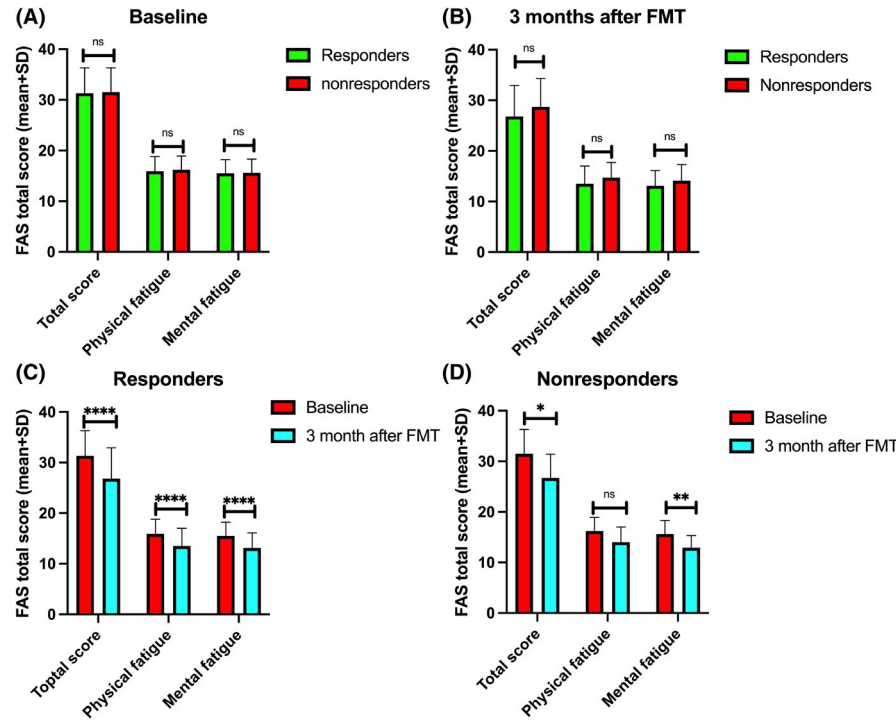 (A)
Baseline
FAS total score (mean+SD)
40
30
20
10
0
ns
ns
ns
Responders
nonresponders
Total score
Physical fatigue
Mental fatigue
(B)
3 months after FMT
FAS total score (mean+SD)
40
30
20
10
0
ns
ns
ns
Responders
Nonresponders
Total score
Physical fatigue
Mental fatigue
(C)
Responders
FAS total score (mean+SD)
40
30
20
10
0
****
****
****
Baseline
3 month after FMT
Toptal score
Physical fatigue
Mental fatigue
(D)
Nonresponders
FAS total score (mean+SD)
40
30
20
10
0
*
ns
**
Baseline
3 month after FMT
Total score
Physical fatigue
Mental fatigue